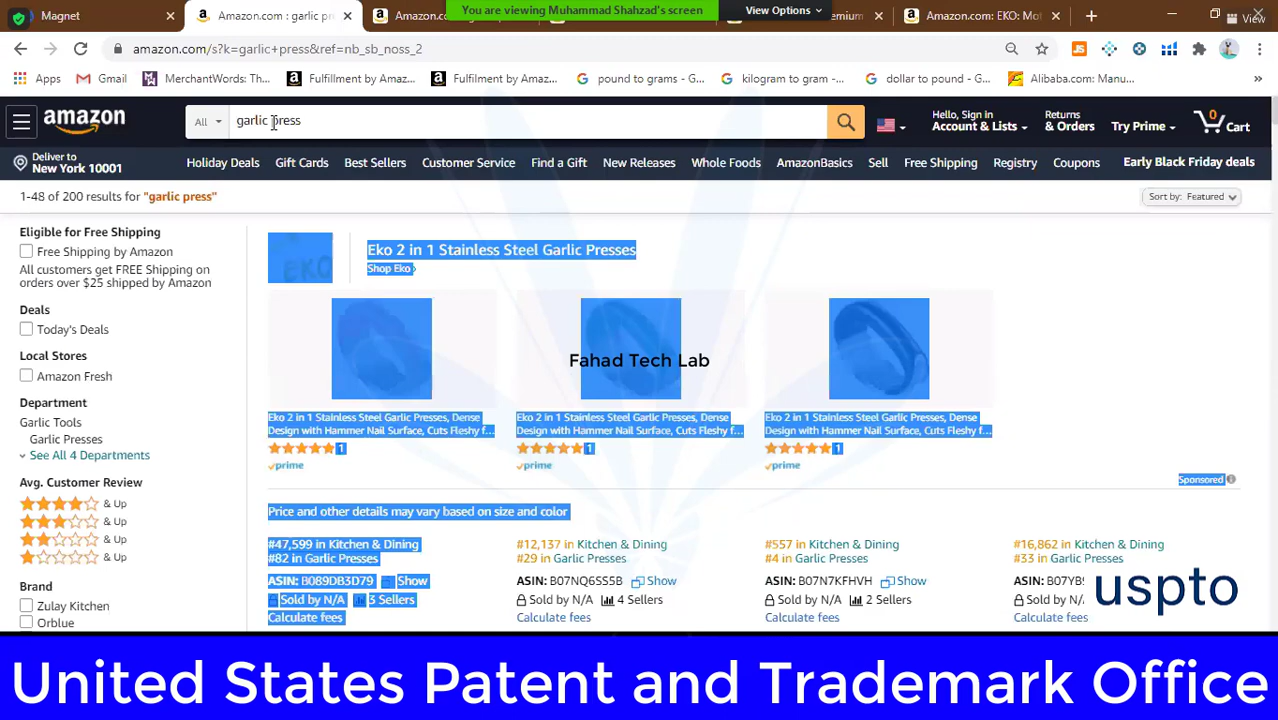 Magnet
Amazon.com : garlic pr
Amazon.com
You are viewing Muhammad Shahzad's screen
View Options
emium
Amazon.com: EKO: Mot
View
amazon.com/s?k=garlic+press&ref=nb_sb_noss_2
Apps
Gmail
MerchantWords: Th...
Fulfillment by Amaz...
Fulfilment by Amaz...
pound to grams - G...
kilogram to gram -...
dollar to pound - G...
Alibaba.com: Manu...
amazon
All
garlic press
Hello, Sign in
Account & Lists
Returns
& Orders
Try Prime
0
Cart
Deliver to
New York 10001
Holiday Deals
Gift Cards
Best Sellers
Customer Service
Find a Gift
New Releases
Whole Foods
AmazonBasics
Sell
Free Shipping
Registry
Coupons
Early Black Friday deals
1-48 of 200 results for "garlic press"
Sort by: Featured
Eligible for Free Shipping
Free Shipping by Amazon
All customers get FREE Shipping on
orders over $25 shipped by Amazon
Deals
Today's Deals
Local Stores
Amazon Fresh
Department
Garlic Tools
Garlic Presses
See All 4 Departments
Avg. Customer Review
& Up
& Up
& Up
& Up
Brand
Zulay Kitchen
Orblue
EKO
Eko 2 in 1 Stainless Steel Garlic Presses
Shop Eko
Fahad Tech Lab
Eko 2 in 1 Stainless Steel Garlic Presses, Dense
Design with Hammer Nail Surface, Cuts Fleshy f...
1
prime
Eko 2 in 1 Stainless Steel Garlic Presses, Dense
Design with Hammer Nail Surface, Cuts Fleshy f...
1
prime
Eko 2 in 1 Stainless Steel Garlic Presses, Dense
Design with Hammer Nail Surface, Cuts Fleshy f...
1
prime
Sponsored
Price and other details may vary based on size and color
#47,599 in Kitchen & Dining
#82 in Garlic Presses
ASIN: B089DB3D79 Show
Sold by N/A 3 Sellers
Calculate fees
#12,137 in Kitchen & Dining
#29 in Garlic Presses
ASIN: B07NQ6SS5B Show
Sold by N/A 4 Sellers
Calculate fees
#557 in Kitchen & Dining
#4 in Garlic Presses
ASIN: B07N7KFHVH Show
Sold by N/A 2 Sellers
Calculate fees
#16,862 in Kitchen & Dining
#33 in Garlic Presses
ASIN: B07YB
Sold by N/A
Calculate fees
uspto
United States Patent and Trademark Office